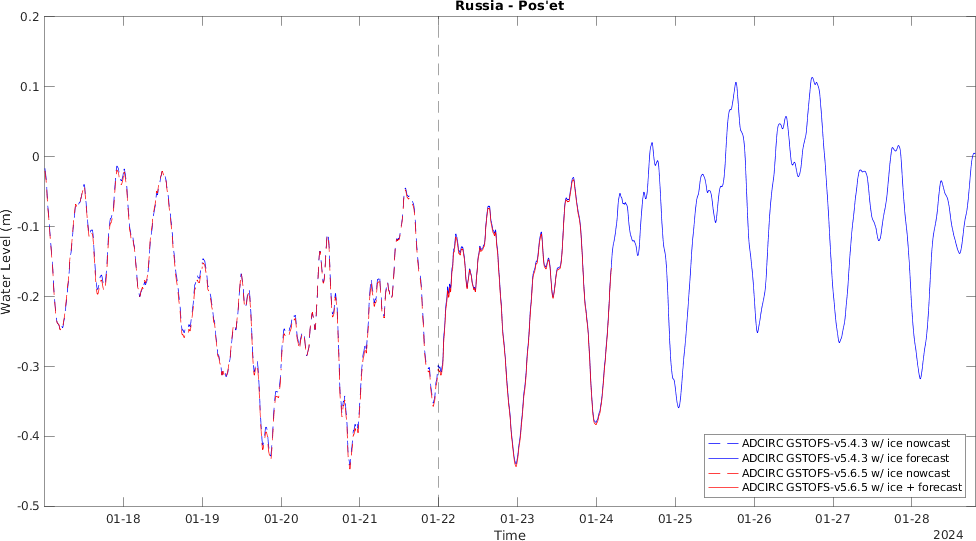 Russia - Pos'et
Water Level (m)
0.2
0.1
0
-0.1
-0.2
-0.3
-0.4
-0.5
ADCIRC GSTOFS-v5.4.3 w/ ice nowcast
ADCIRC GSTOFS-v5.4.3 w/ ice forecast
ADCIRC GSTOFS-v5.6.5 w/ ice nowcast
ADCIRC GSTOFS-v5.6.5 w/ ice + forecast
01-18 01-19 01-20 01-21 01-22 01-23 01-24 01-25 01-26 01-27 01-28
Time
2024